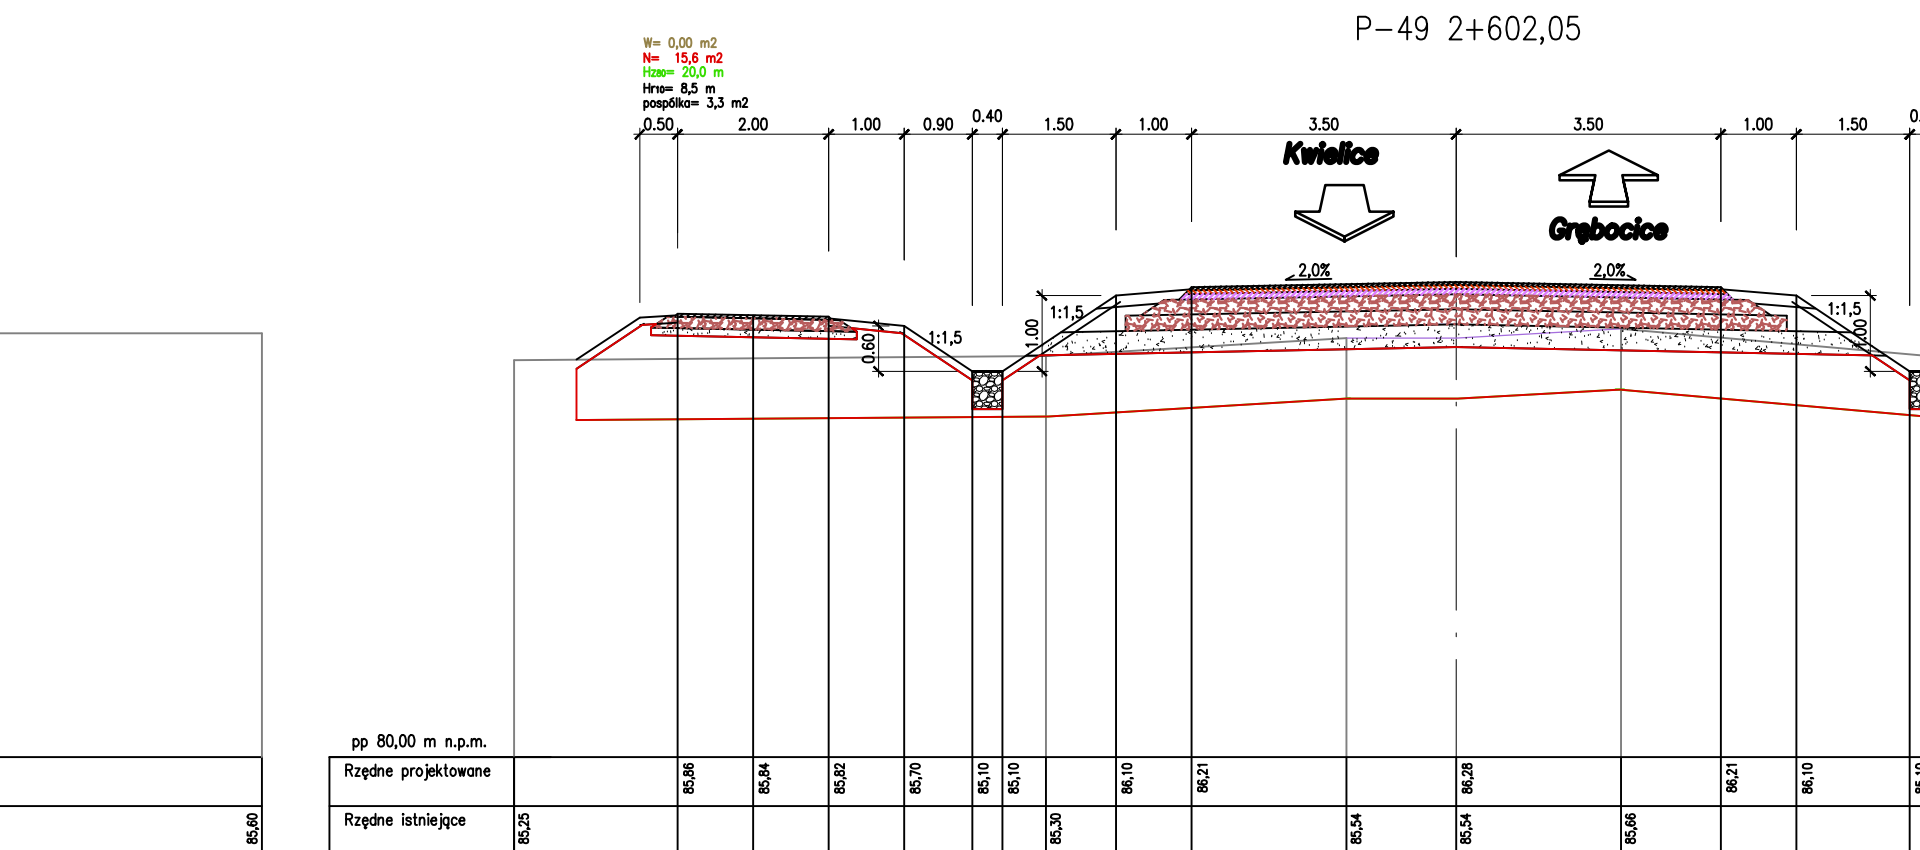 P-49 2+602,05
W= 0,00 m2
N= 15,6 m2
Hzbo= 20,0 m
Hr10= 8,5 m
pospółka= 3,3 m2
0.50 2.00 1.00 0.90 0.40 1.50 1.00 3.50 3.50 1.00 1.50
Kwielice
Grębocice
2,0% 2,0%
1:1,5 1:1,5 1:1,5
0.60 1.00
pp 80,00 m n.p.m.
Rzędne projektowane 85,86 85,84 85,82 85,70 85,10 85,10 86,10 86,21 86,28 86,21 86,10
85,60 Rzędne istniejące 85,25 85,30 85,54 85,54 85,66